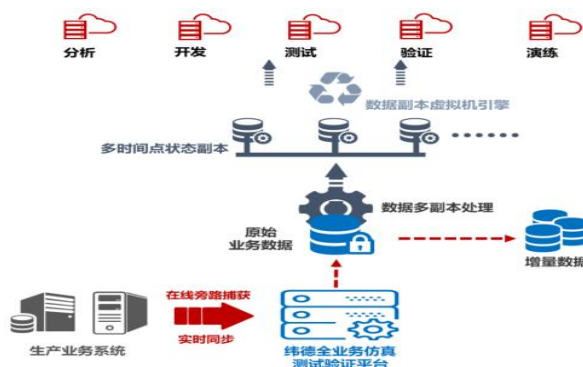 分析
开发
测试
验证
演练
数据副本虚拟机引擎
多时间点状态副本
数据多副本处理
原始
业务数据
增量数据
在线旁路捕获
实时同步
生产业务系统
纬德全业务仿真
测试验证平台